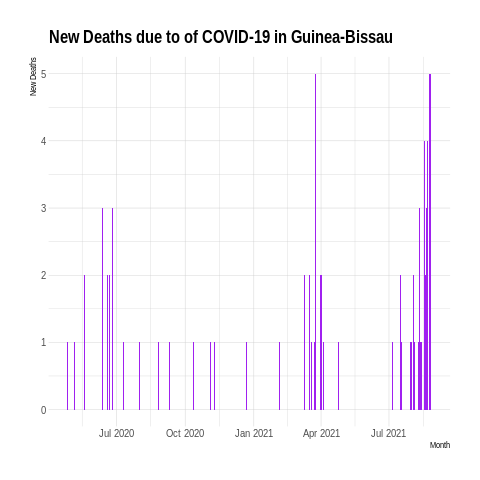 New Deaths due to of COVID-19 in Guinea-Bissau
New Deaths
5
4
3
2
1
0
Jul 2020 Oct 2020 Jan 2021 Apr 2021 Jul 2021
Month